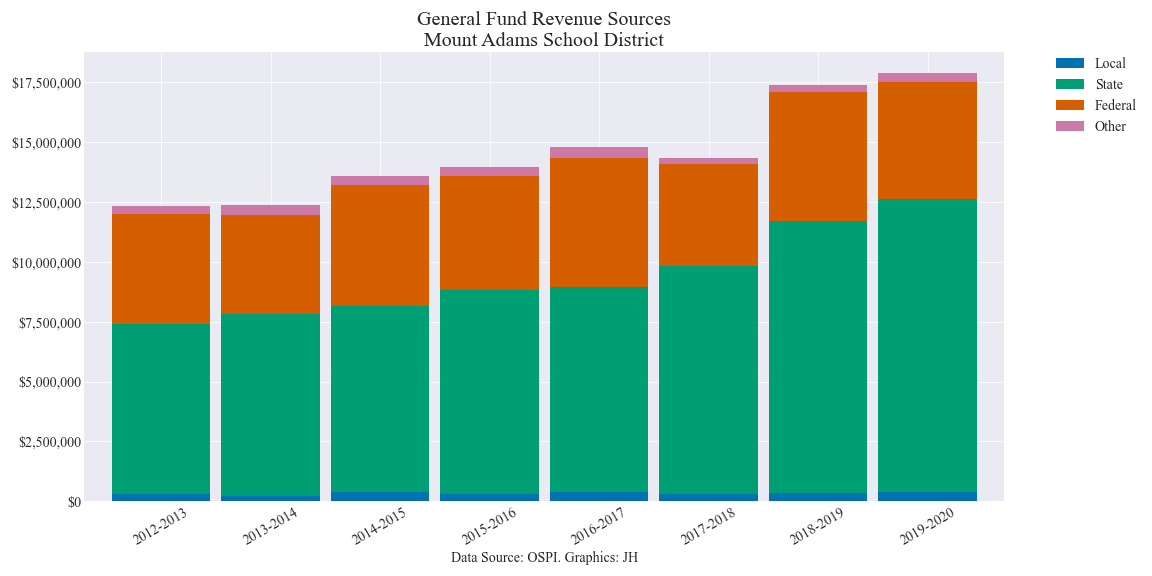 General Fund Revenue Sources
Mount Adams School District
Local
State
Federal
Other
$17,500,000
$15,000,000
$12,500,000
$10,000,000
$7,500,000
$5,000,000
$2,500,000
$0
2012-2013
2013-2014
2014-2015
2015-2016
2016-2017
2017-2018
2018-2019
2019-2020
Data Source: OSPI. Graphics: JH